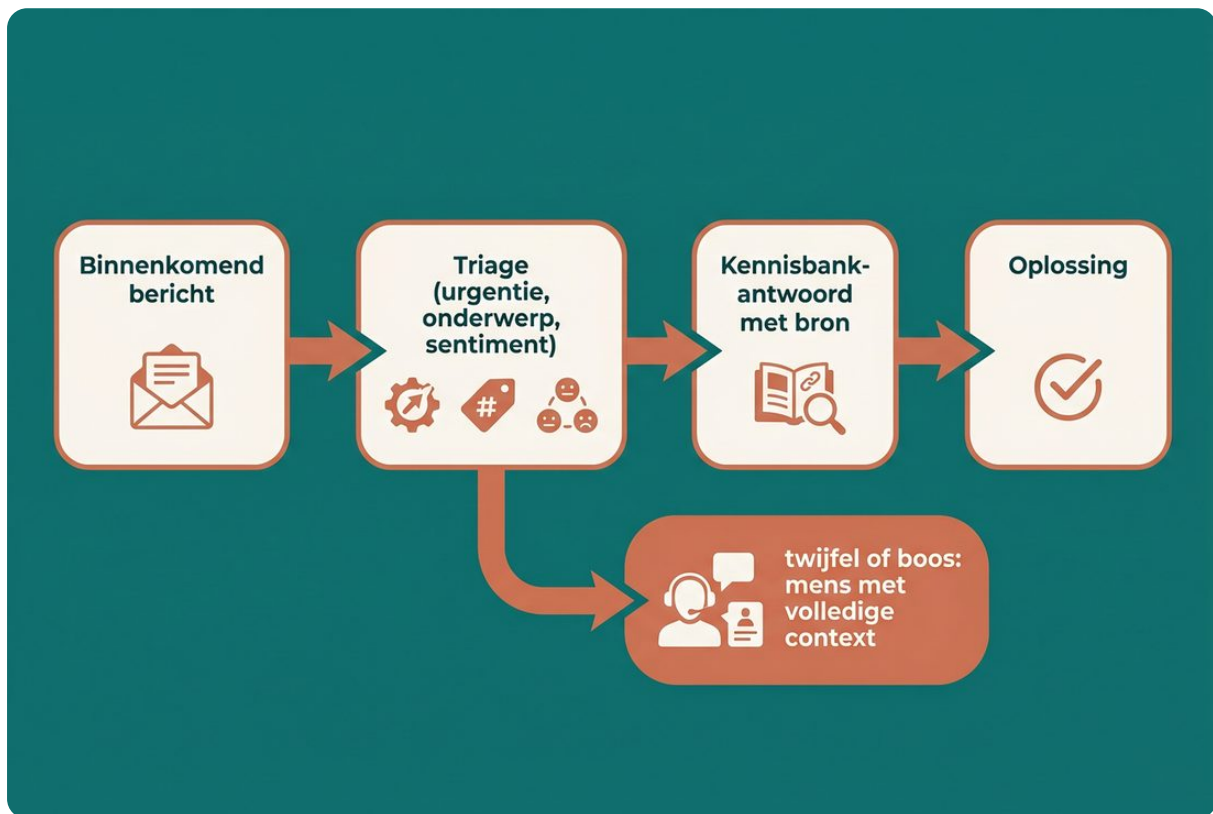 Binnenkomend
bericht
Triage
(urgentie,
onderwerp,
sentiment)
#
Kennisbank-
antwoord
met bron
Oplossing
twijfel of boos:
mens met
volledige
context